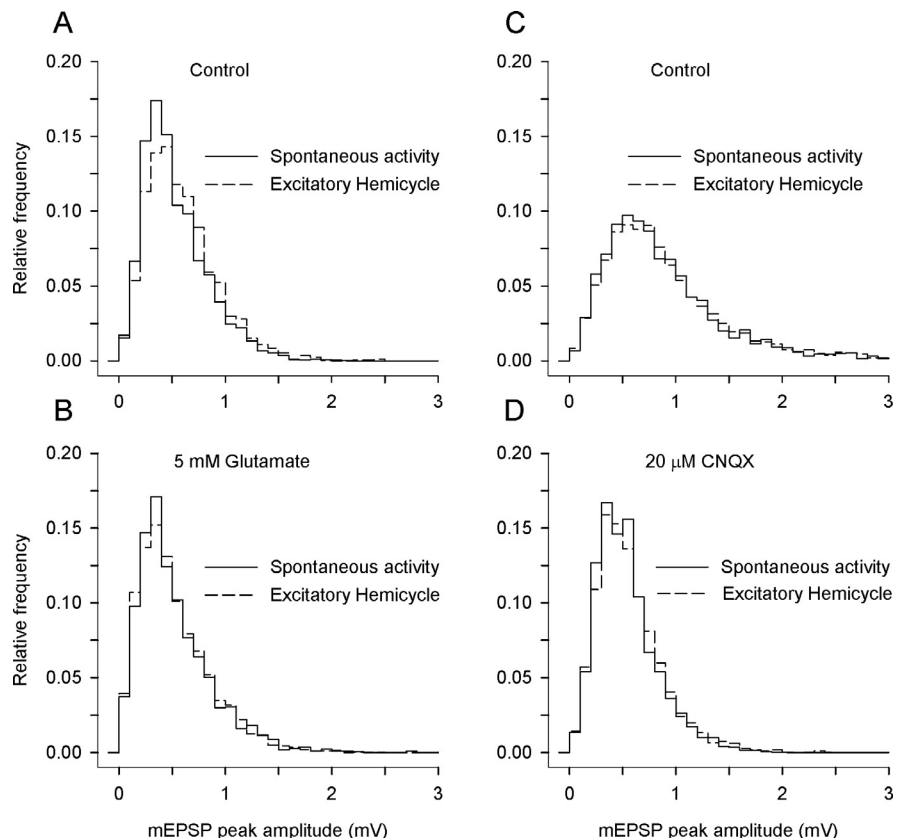 A
C
Control
Control
Relative frequency
0.20
0.15
0.10
0.05
0.00
Spontaneous activity
Excitatory Hemicycle
0 1 2 3
0.20
0.15
0.10
0.05
0.00
Spontaneous activity
Excitatory Hemicycle
0 1 2 3
B
D
5 mM Glutamate
20 μM CNQX
Relative frequency
0.20
0.15
0.10
0.05
0.00
Spontaneous activity
Excitatory Hemicycle
0 1 2 3
mEPSP peak amplitude (mV)
0.20
0.15
0.10
0.05
0.00
Spontaneous activity
Excitatory Hemicycle
0 1 2 3
mEPSP peak amplitude (mV)